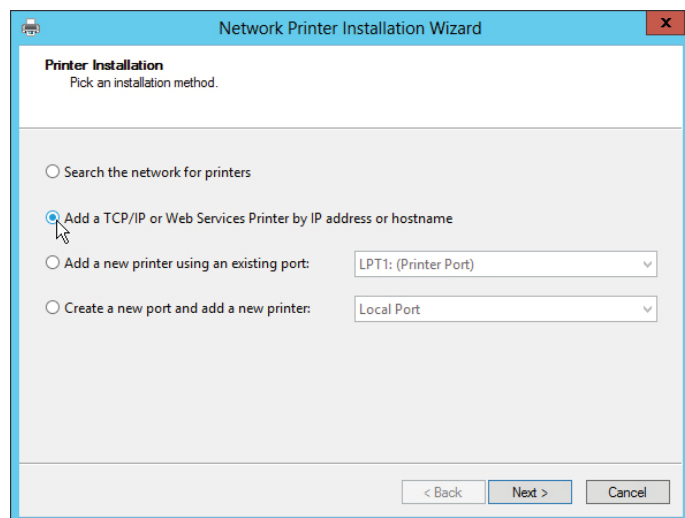 Network Printer Installation Wizard
x
Printer Installation
Pick an installation method.
Search the network for printers
Add a TCP/IP or Web Services Printer by IP address or hostname
Add a new printer using an existing port: LPT1: (Printer Port)
Create a new port and add a new printer: Local Port
< Back Next > Cancel